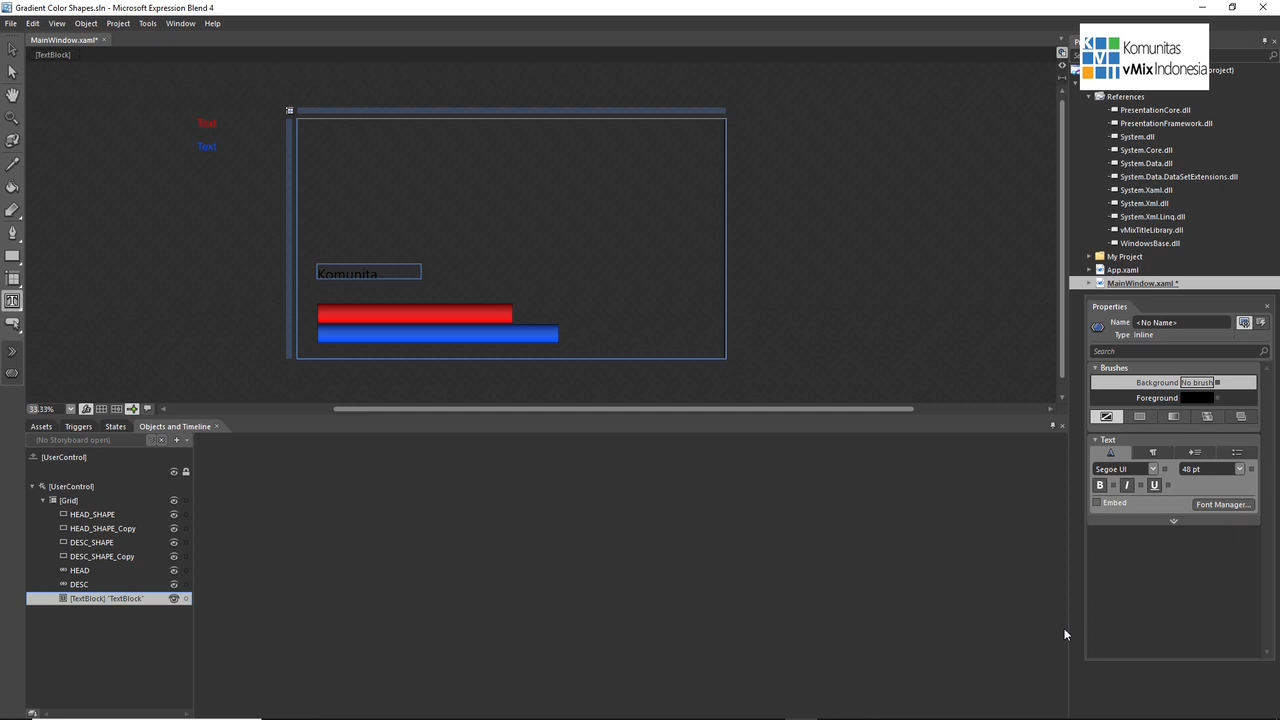 Gradient Color Shapes.sln - Microsoft Expression Blend 4
File Edit View Object Project Tools Window Help
MainWindow.xaml* ×
[TextBlock]
Komunitas
vMixIndonesia
roject)
References
PresentationCore.dll
PresentationFramework.dll
System.dll
System.Core.dll
System.Data.dll
System.Data.DataSetExtensions.dll
System.Xaml.dll
System.Xml.dll
System.Xml.Linq.dll
vMixTitleLibrary.dll
WindowsBase.dll
My Project
App.xaml
MainWindow.xaml *
Text
Text
Komunita
Properties ×
Name <No Name>
Type Inline
Search
Brushes
Background No brush
Foreground
Text
Segoe UI 48 pt
B I U
Embed Font Manager...
33.33%
Assets Triggers States Objects and Timeline ×
(No Storyboard open)
[UserControl]
[UserControl]
[Grid]
HEAD_SHAPE
HEAD_SHAPE_Copy
DESC_SHAPE
DESC_SHAPE_Copy
HEAD
DESC
[TextBlock] "TextBlock"